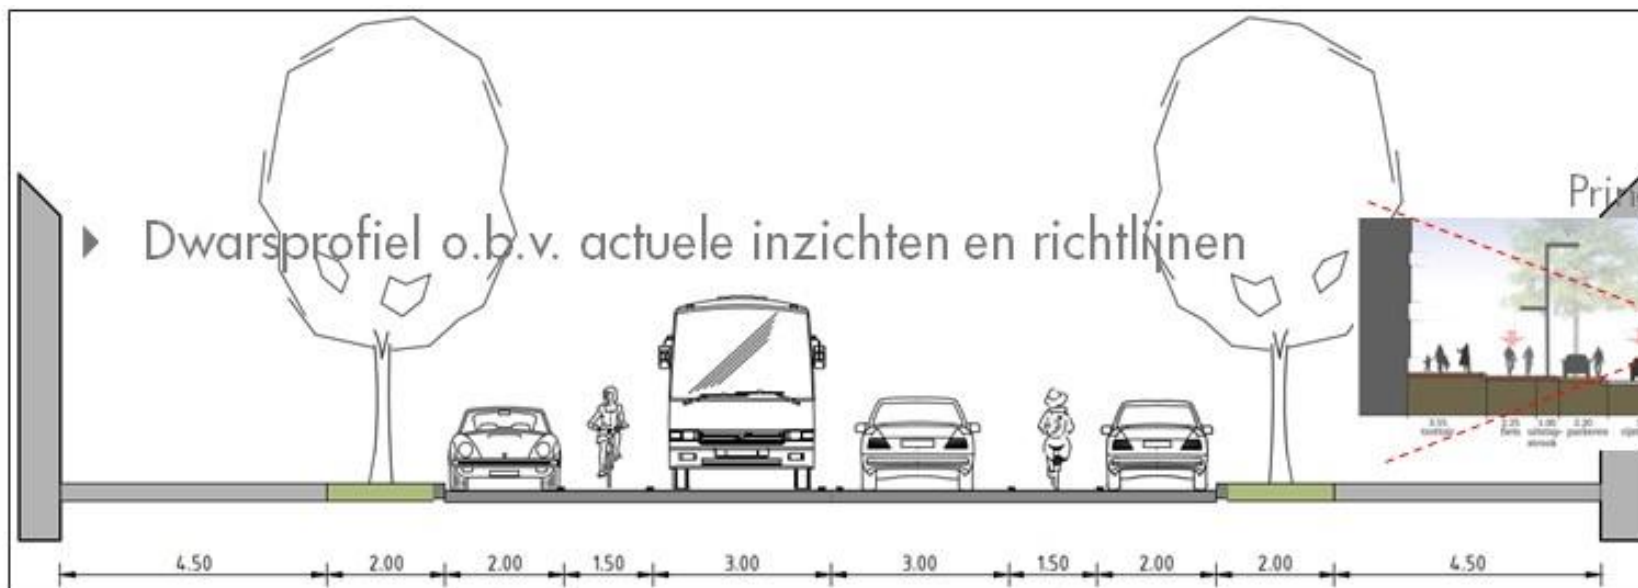 Dwarsprofiel o.b.v. actuele inzichten en richtlijnen
4.50 2.00 2.00 1.50 3.00 3.00 1.50 2.00 2.00 4.50